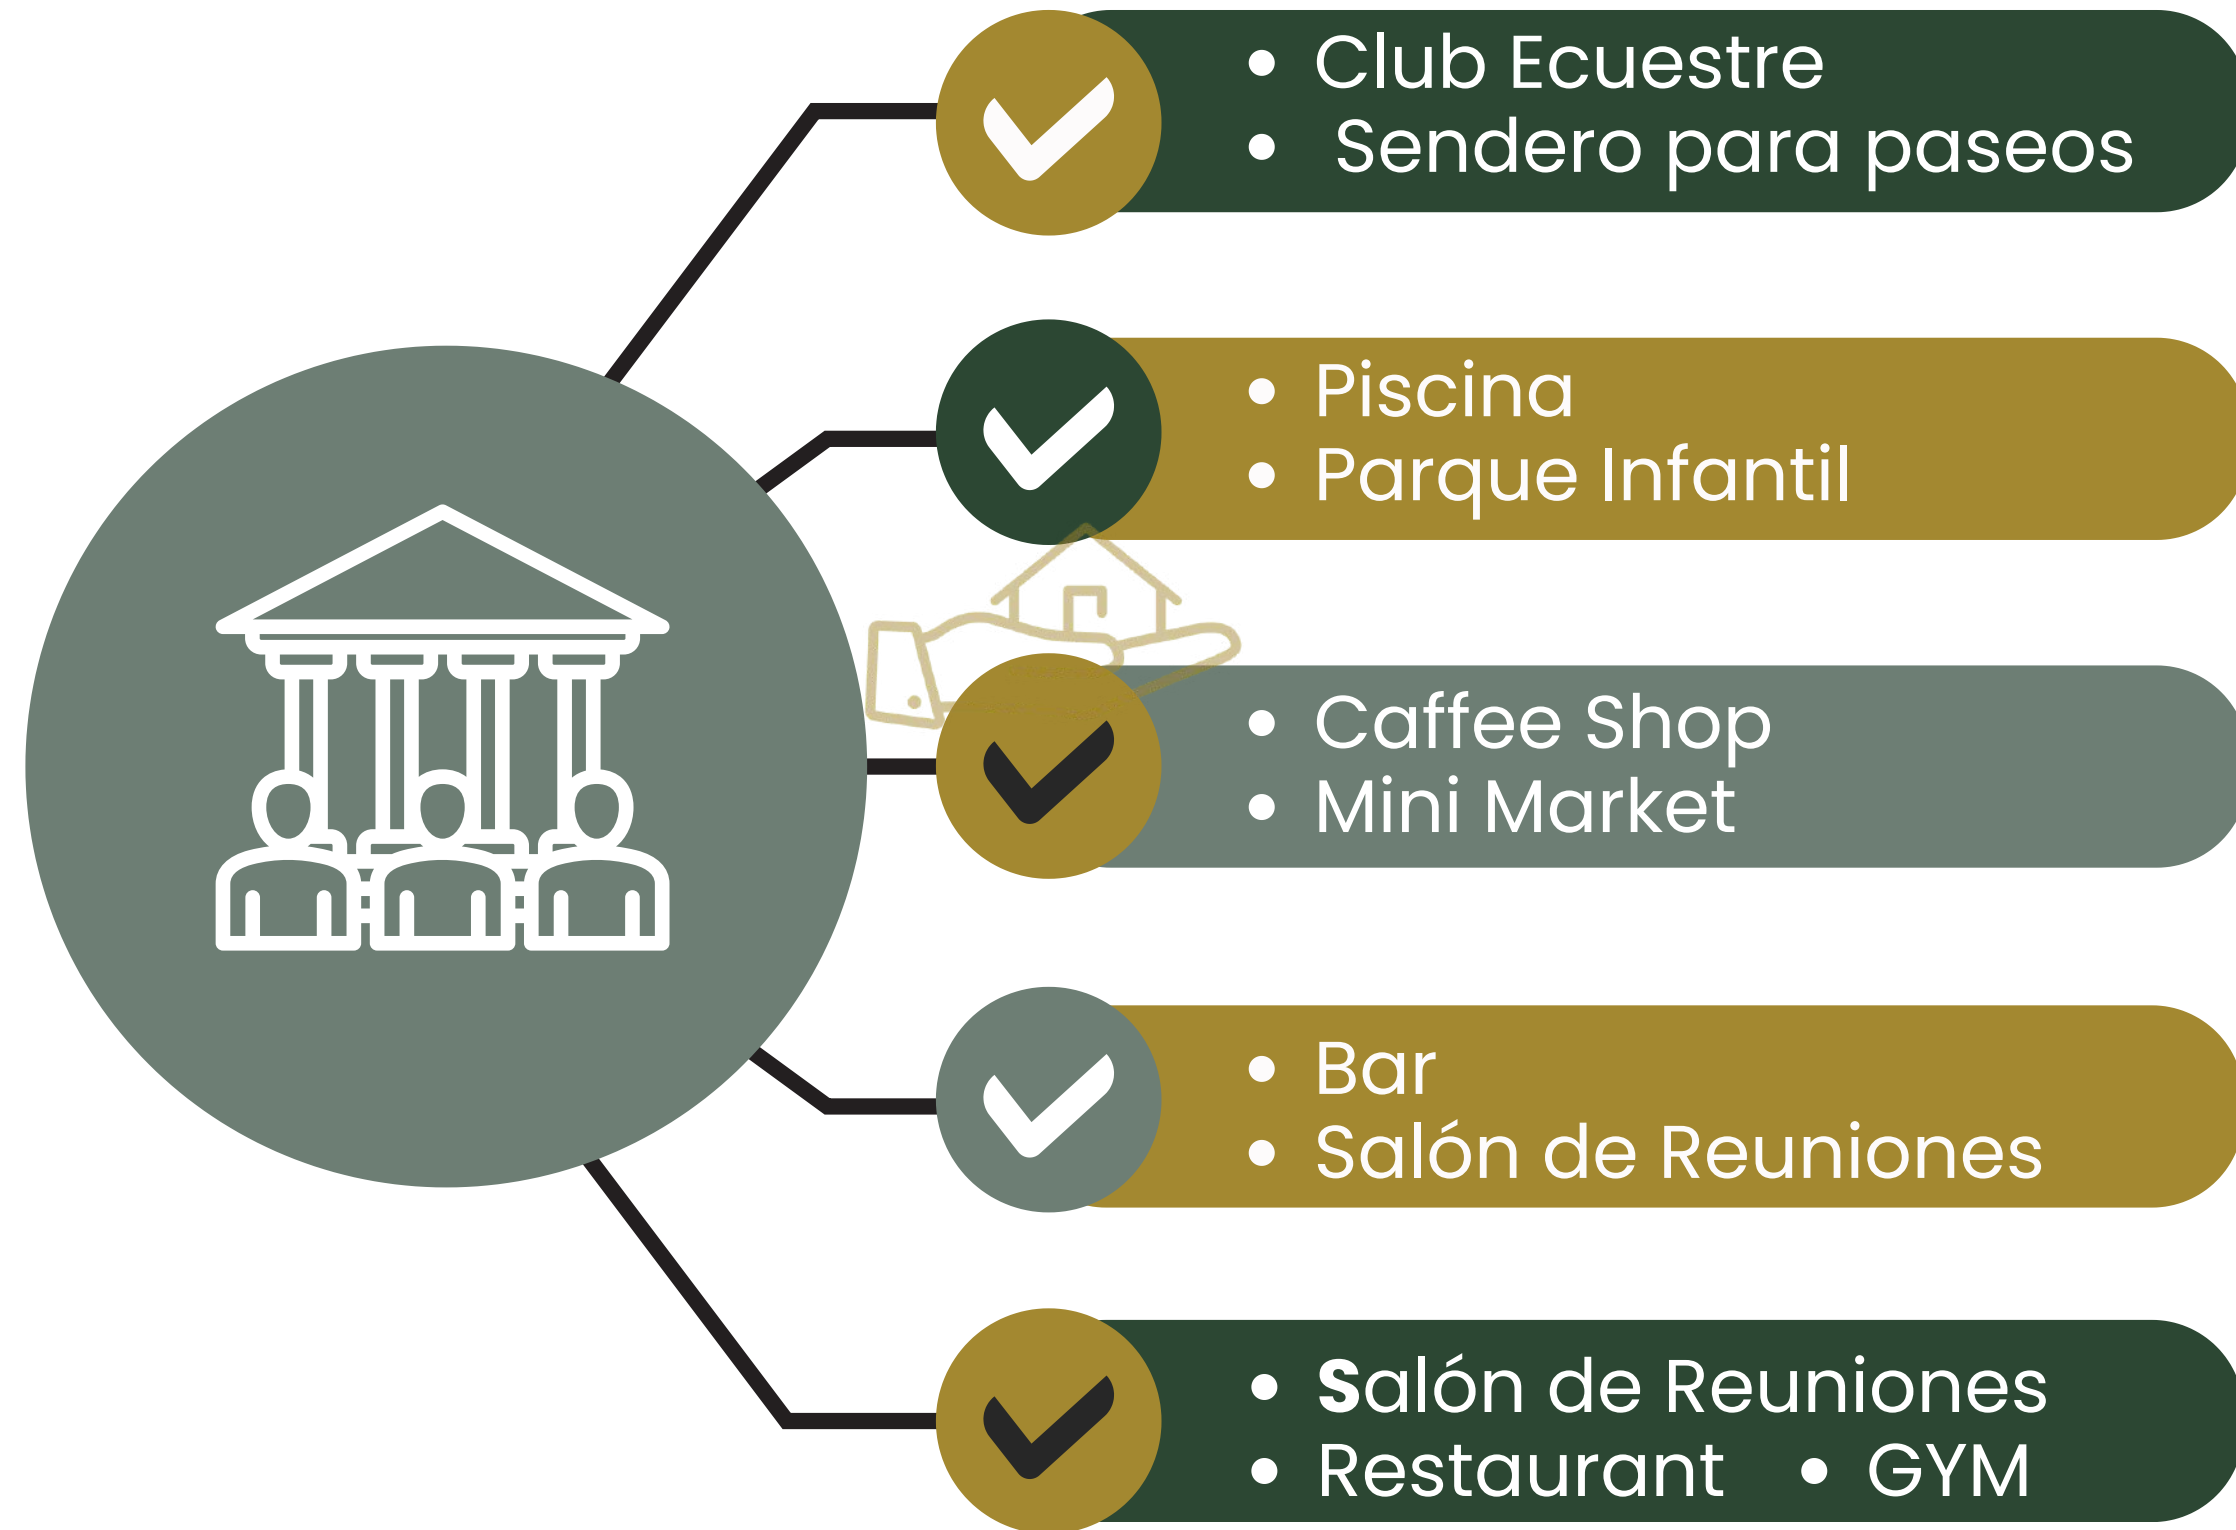 • Club Ecuestre
• Sendero para paseos
• Piscina
• Parque Infantil
• Caffee Shop
• Mini Market
• Bar
• Salón de Reuniones
• Salón de Reuniones
• Restaurant • GYM